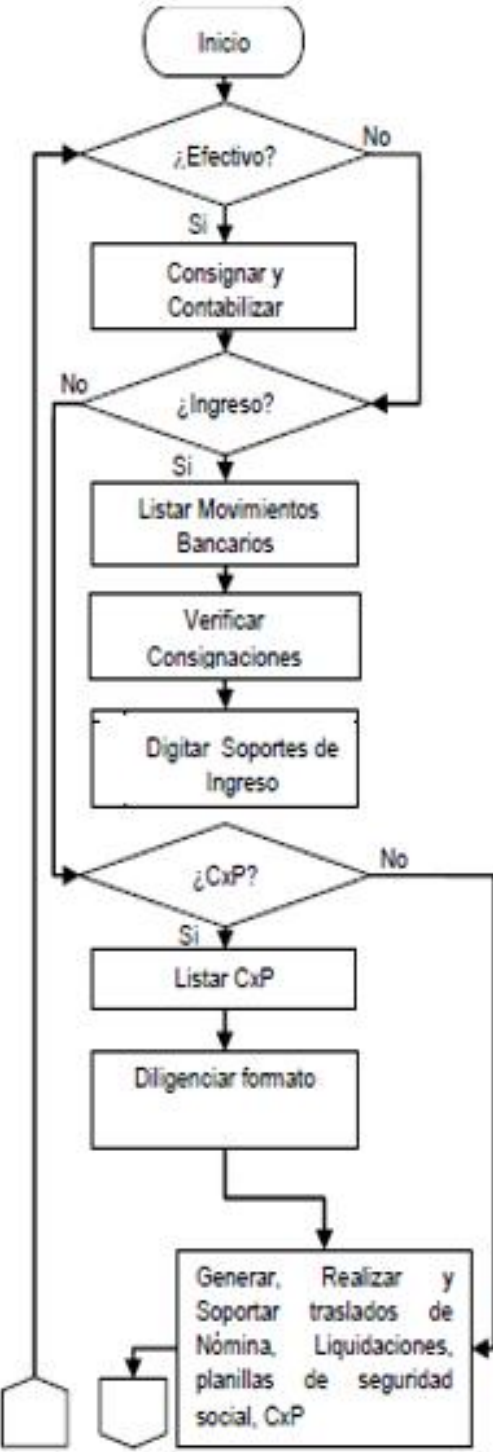 Inicio
¿Efectivo?
No
Si
Consignar y
Contabilizar
No
¿Ingreso?
Si
Listar Movimientos
Bancarios
Verificar
Consignaciones
Digitar Soportes de
Ingreso
¿CxP?
No
Si
Listar CxP
Diligenciar formato
Generar, Realizar y
Soportar traslados de
Nómina, Liquidaciones,
planillas de seguridad
social, CxP